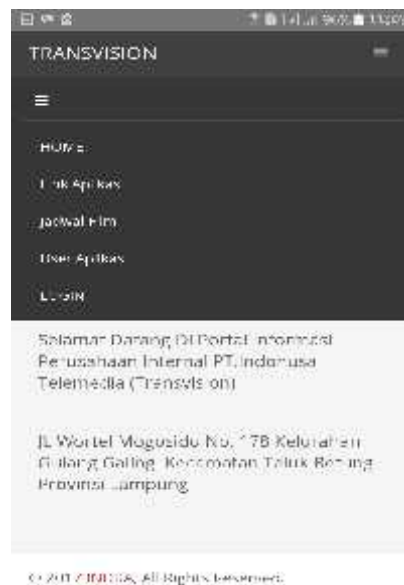 TRANSVISION
HOME
Link Aplikasi
Jadwal Film
User Aplikasi
LOGIN
Selamat Datang Di Portal Informasi
Perusahaan Internal PT. Indonusa
Telemedia (Transvision)
JL Wortel Mogosido No. 17B Kelurahan
Gulang Galing Kecamatan Teluk Betung
Provinsi Lampung
© 2017 All Rights Reserved.